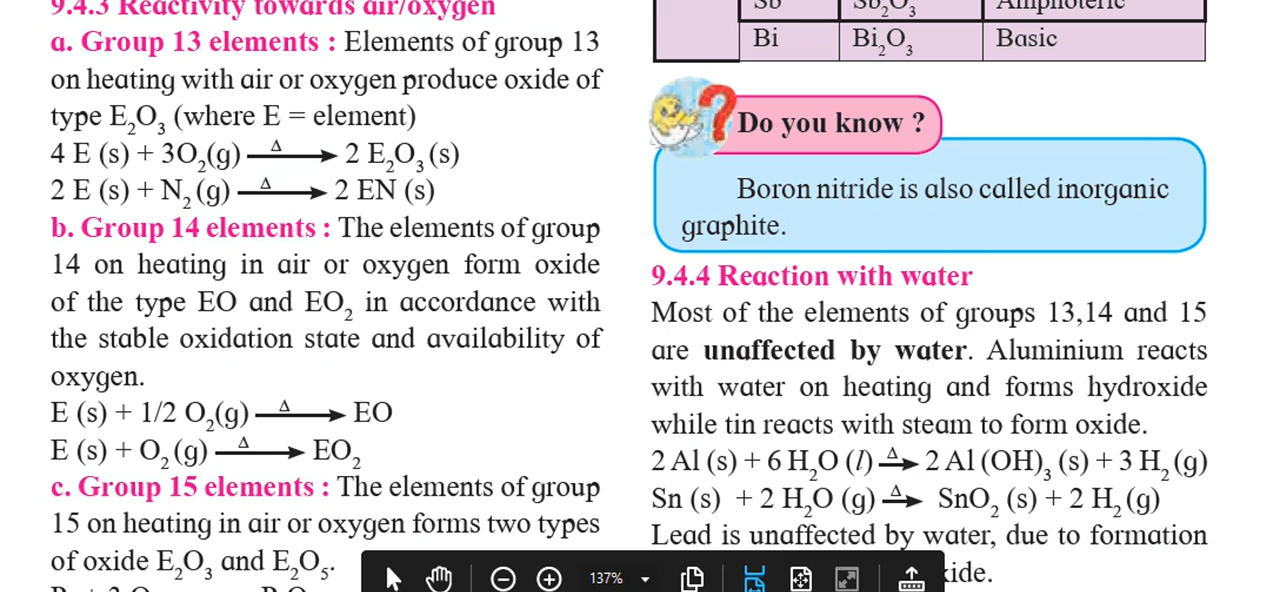 9.4.3 Reactivity towards air/oxygen
a. Group 13 elements : Elements of group 13
on heating with air or oxygen produce oxide of
type E₂O₃ (where E = element)
4 E (s) + 3O₂(g) —Δ→ 2 E₂O₃ (s)
2 E (s) + N₂ (g) —Δ→ 2 EN (s)
b. Group 14 elements : The elements of group
14 on heating in air or oxygen form oxide
of the type EO and EO₂ in accordance with
the stable oxidation state and availability of
oxygen.
E (s) + 1/2 O₂(g) —Δ→ EO
E (s) + O₂ (g) —Δ→ EO₂
c. Group 15 elements : The elements of group
15 on heating in air or oxygen forms two types
of oxide E₂O₃ and E₂O₅.
Sb Sb₂O₃ Amphoteric
Bi Bi₂O₃ Basic
? Do you know ?
Boron nitride is also called inorganic
graphite.
9.4.4 Reaction with water
Most of the elements of groups 13,14 and 15
are unaffected by water. Aluminium reacts
with water on heating and forms hydroxide
while tin reacts with steam to form oxide.
2 Al (s) + 6 H₂O (l) —Δ→ 2 Al (OH)₃ (s) + 3 H₂ (g)
Sn (s) + 2 H₂O (g) —Δ→ SnO₂ (s) + 2 H₂ (g)
Lead is unaffected by water, due to formation
ide.
137%